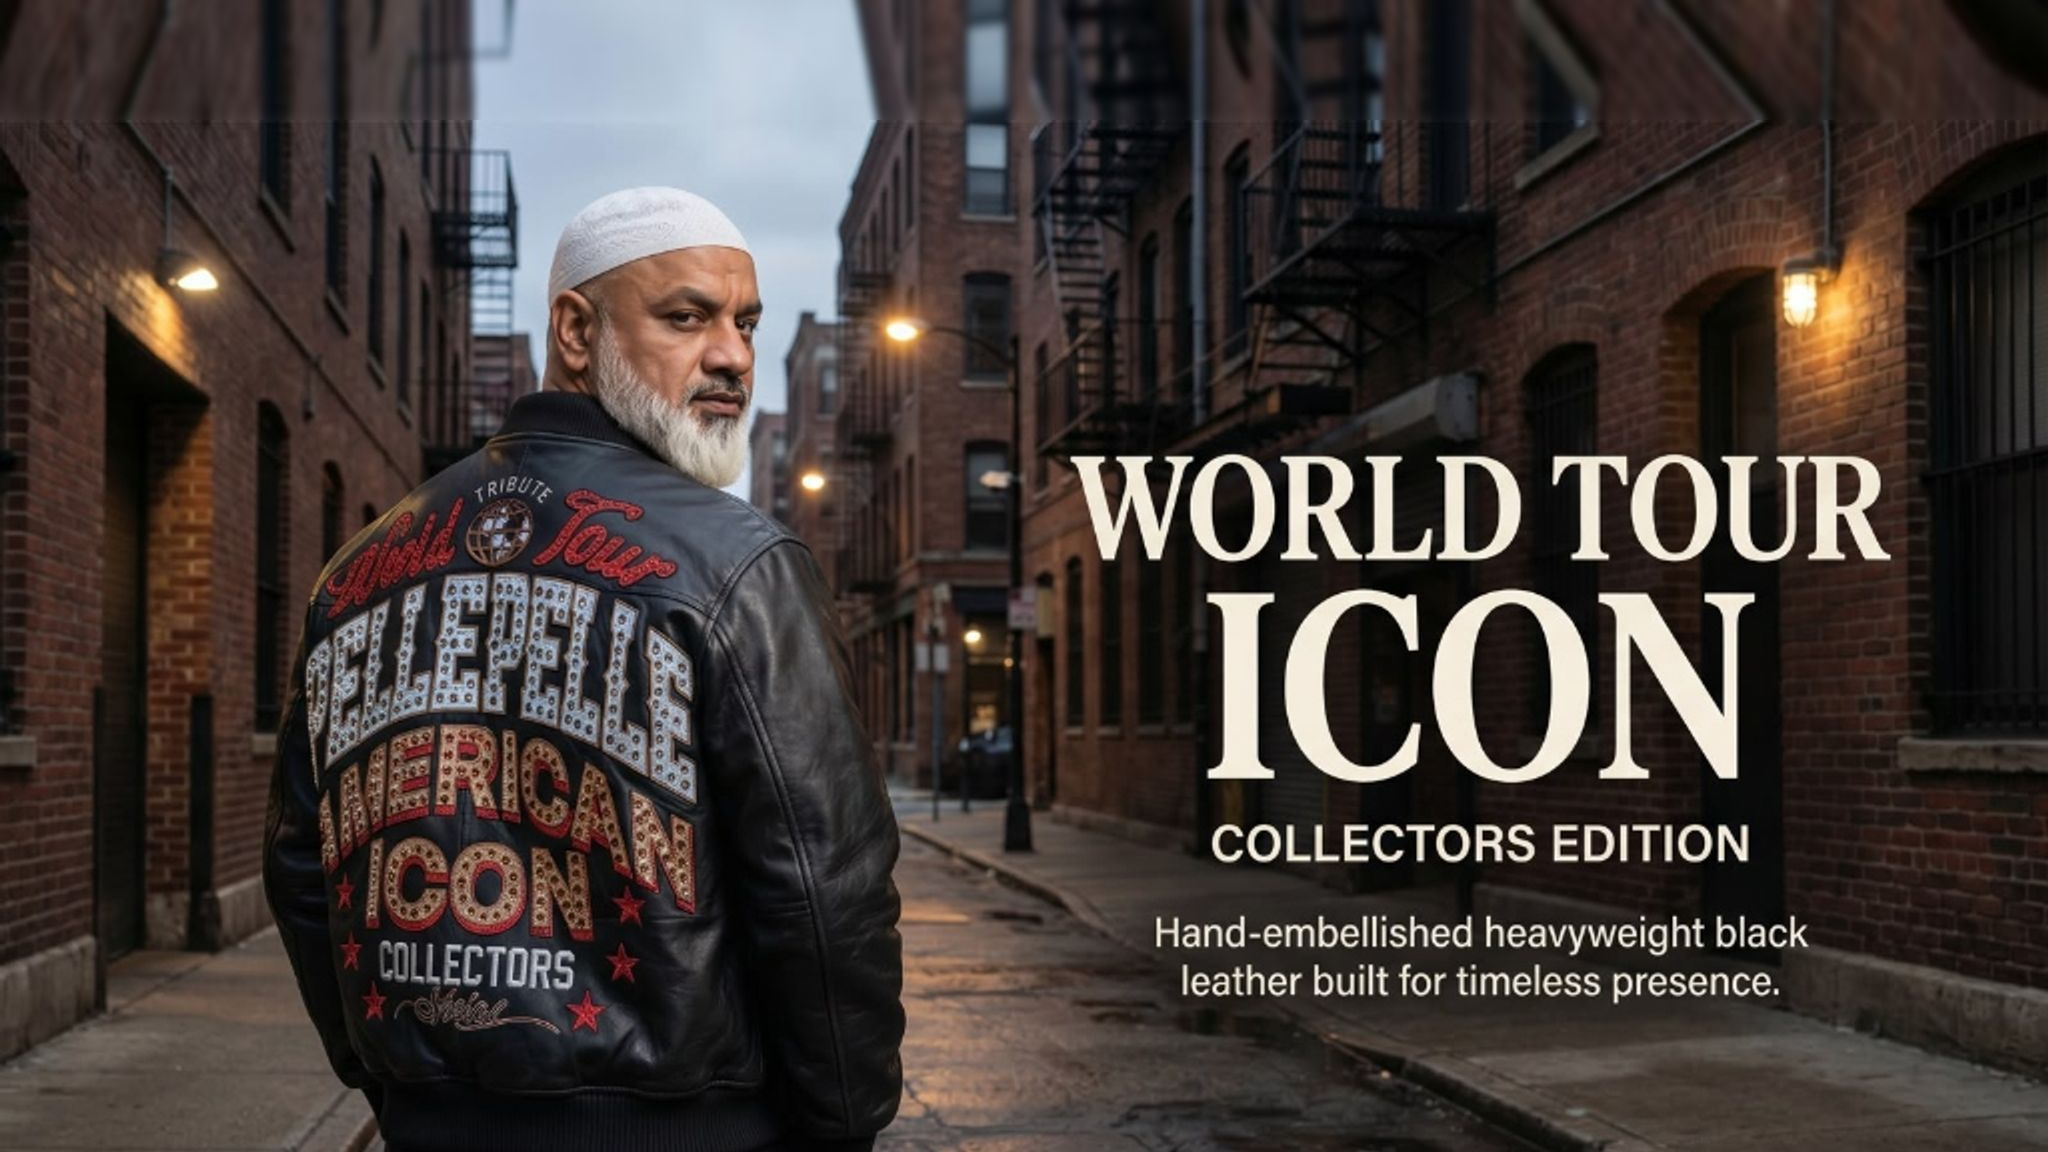 TRIBUTE
World Tour
PELLEPELLE
AMERICAN
ICON
COLLECTORS
WORLD TOUR
ICON
COLLECTORS EDITION
Hand-embellished heavyweight black
leather built for timeless presence.